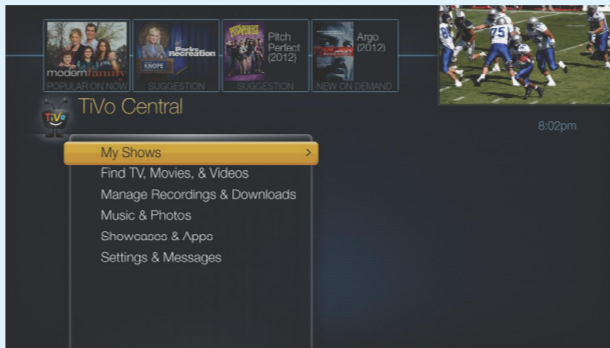 modern family
POPULAR ON NOW
KNOPE
Parks and
Recreation
SUGGESTION
Pitch
Perfect
(2012)
SUGGESTION
Argo
(2012)
NEW ON DEMAND
TiVo
TiVo Central
75
8:02pm
My Shows >
Find TV, Movies, & Videos
Manage Recordings & Downloads
Music & Photos
Showcases & Apps
Settings & Messages